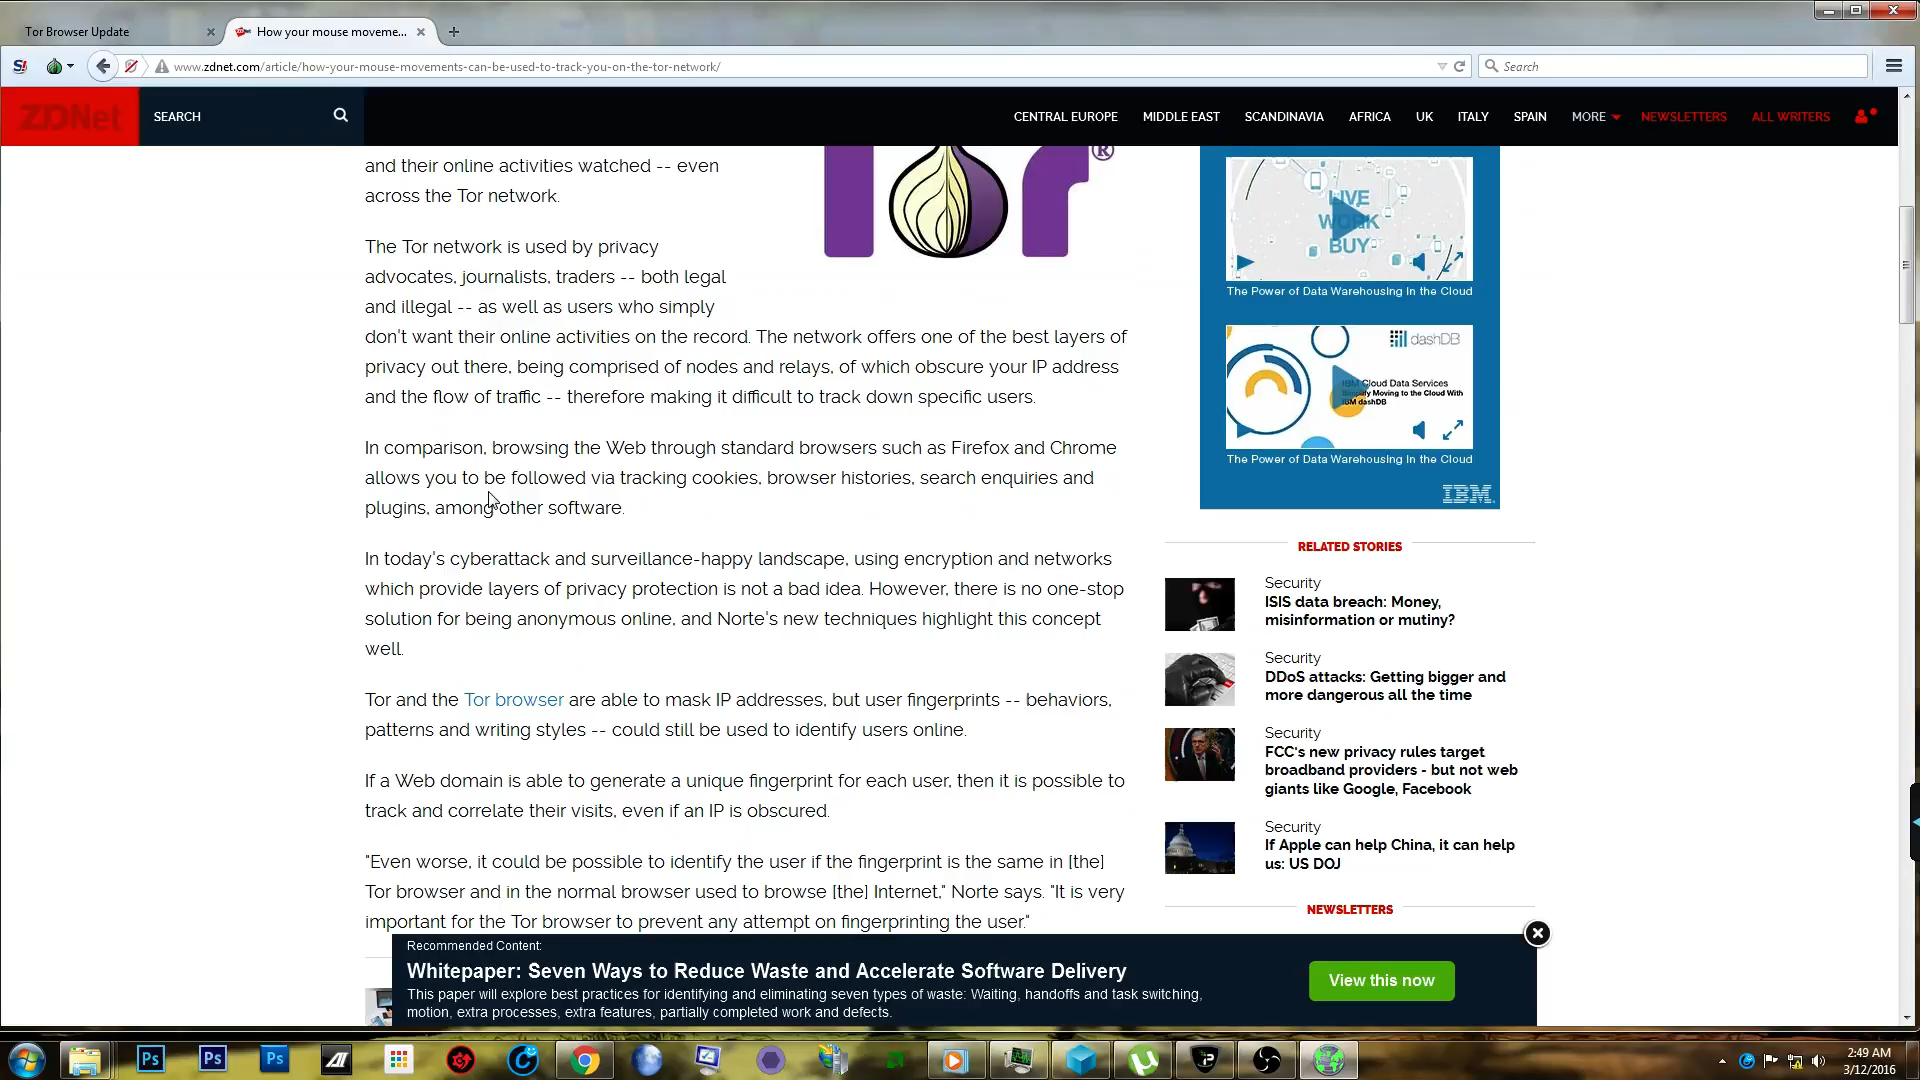 Tor Browser Update
How your mouse moveme...
www.zdnet.com/article/how-your-mouse-movements-can-be-used-to-track-you-on-the-tor-network/
Search
ZDNet
SEARCH
CENTRAL EUROPE MIDDLE EAST SCANDINAVIA AFRICA UK ITALY SPAIN MORE NEWSLETTERS ALL WRITERS
and their online activities watched -- even
across the Tor network.
The Tor network is used by privacy
advocates, journalists, traders -- both legal
and illegal -- as well as users who simply
don't want their online activities on the record. The network offers one of the best layers of
privacy out there, being comprised of nodes and relays, of which obscure your IP address
and the flow of traffic -- therefore making it difficult to track down specific users.
In comparison, browsing the Web through standard browsers such as Firefox and Chrome
allows you to be followed via tracking cookies, browser histories, search enquiries and
plugins, among other software.
In today's cyberattack and surveillance-happy landscape, using encryption and networks
which provide layers of privacy protection is not a bad idea. However, there is no one-stop
solution for being anonymous online, and Norte's new techniques highlight this concept
well.
Tor and the Tor browser are able to mask IP addresses, but user fingerprints -- behaviors,
patterns and writing styles -- could still be used to identify users online.
If a Web domain is able to generate a unique fingerprint for each user, then it is possible to
track and correlate their visits, even if an IP is obscured.
"Even worse, it could be possible to identify the user if the fingerprint is the same in [the]
Tor browser and in the normal browser used to browse [the] Internet," Norte says. "It is very
important for the Tor browser to prevent any attempt on fingerprinting the user."
Tor®
LIVE
WORK
BUY
The Power of Data Warehousing in the Cloud
dashDB
IBM Cloud Data Services
Simplify Moving to the Cloud With
IBM dashDB
The Power of Data Warehousing in the Cloud
IBM
RELATED STORIES
Security
ISIS data breach: Money,
misinformation or mutiny?
Security
DDoS attacks: Getting bigger and
more dangerous all the time
Security
FCC's new privacy rules target
broadband providers - but not web
giants like Google, Facebook
Security
If Apple can help China, it can help
us: US DOJ
NEWSLETTERS
Recommended Content:
Whitepaper: Seven Ways to Reduce Waste and Accelerate Software Delivery
This paper will explore best practices for identifying and eliminating seven types of waste: Waiting, handoffs and task switching,
motion, extra processes, extra features, partially completed work and defects.
View this now
Ps
Ps
Ps
2:49 AM
3/12/2016